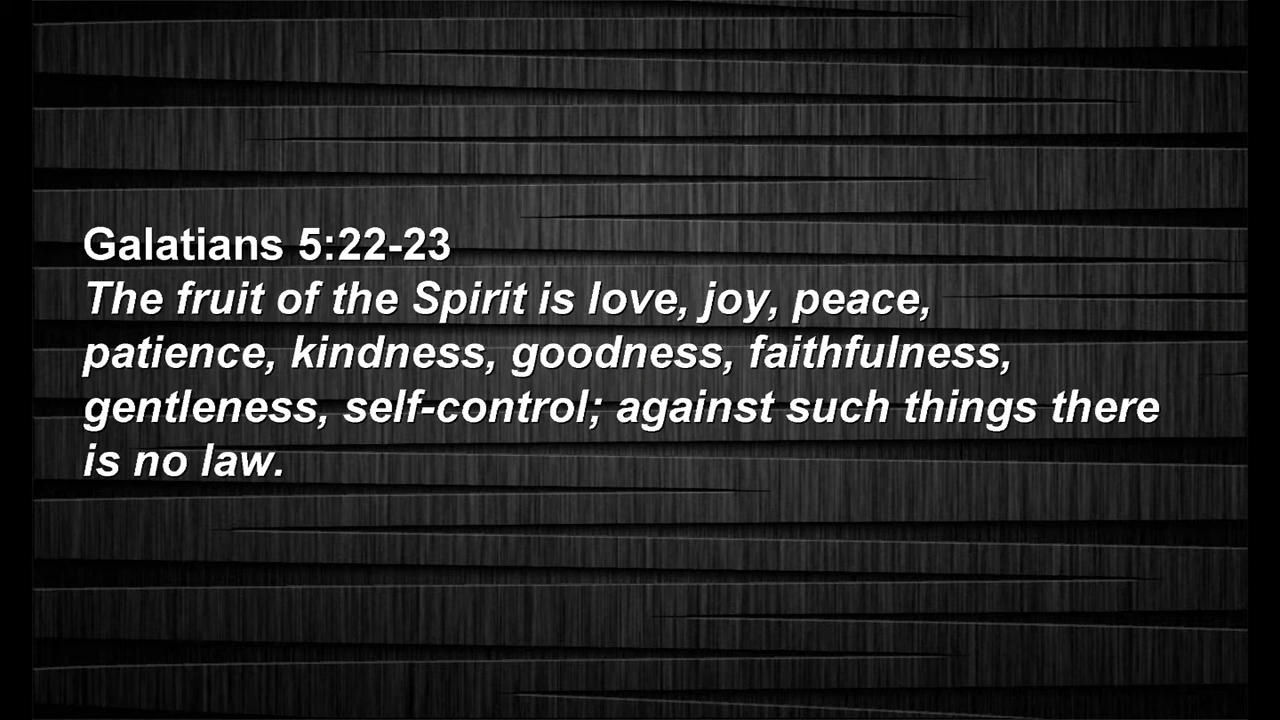 Galatians 5:22-23
The fruit of the Spirit is love, joy, peace,
patience, kindness, goodness, faithfulness,
gentleness, self-control; against such things there
is no law.